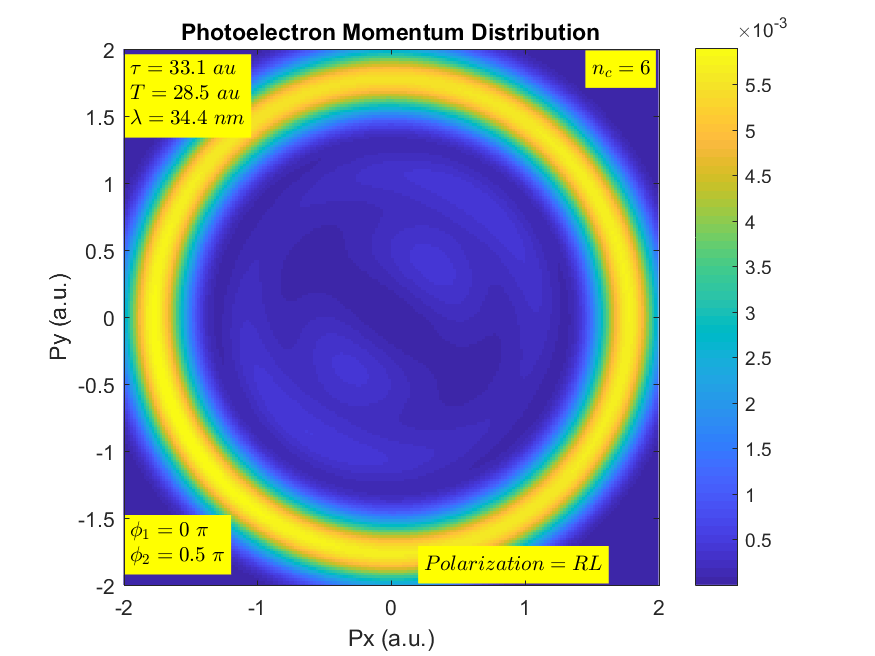 Photoelectron Momentum Distribution
×10⁻³
τ = 33.1 au
T = 28.5 au
λ = 34.4 nm
n_c = 6
2
1.5
1
0.5
0
-0.5
-1
-1.5
-2
Py (a.u.)
ϕ₁ = 0 π
ϕ₂ = 0.5 π
Polarization = RL
-2
-1
0
1
2
Px (a.u.)
5.5
5
4.5
4
3.5
3
2.5
2
1.5
1
0.5